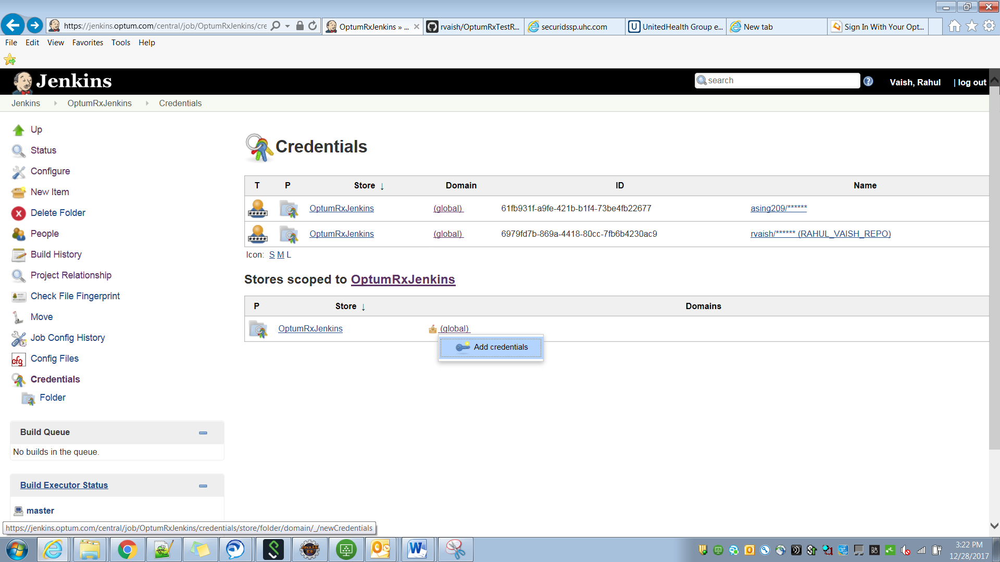 https://jenkins.optum.com/central/job/OptumRxJenkins/cre
OptumRxJenkins » ...
rvaish/OptumRxTestR...
securidssp.uhc.com
UnitedHealth Group e...
New tab
Sign In With Your Opt...
File Edit View Favorites Tools Help
Jenkins
search
Vaish, Rahul
| log out
Jenkins OptumRxJenkins Credentials
Up
Status
Configure
New Item
Delete Folder
People
Build History
Project Relationship
Check File Fingerprint
Move
Job Config History
cfg
Config Files
Credentials
Folder
Build Queue
No builds in the queue.
Build Executor Status
master
Credentials
T P Store ↓ Domain ID Name
OptumRxJenkins (global) 61fb931f-a9fe-421b-b1f4-73be4fb22677 asing209/******
OptumRxJenkins (global) 6979fd7b-869a-4418-80cc-7fb6b4230ac9 rvaish/****** (RAHUL_VAISH_REPO)
Icon: S M L
Stores scoped to OptumRxJenkins
P Store ↓ Domains
OptumRxJenkins (global)
Add credentials
https://jenkins.optum.com/central/job/OptumRxJenkins/credentials/store/folder/domain/_/newCredentials
3:22 PM
12/28/2017